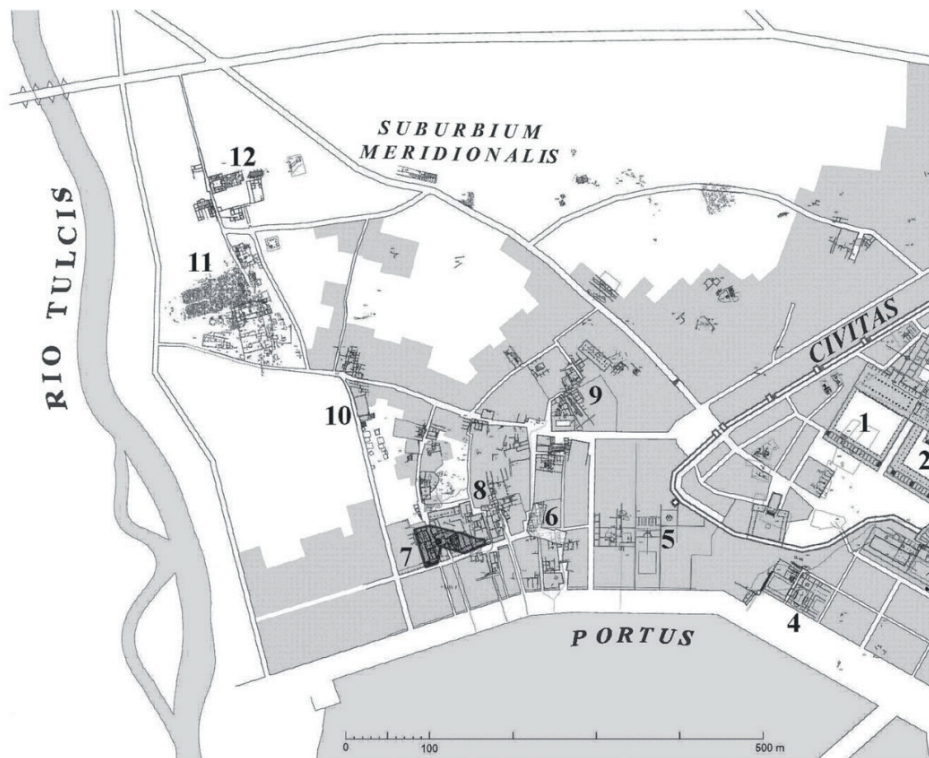 SUBURBIUM
MERIDIONALIS
12
RIO TULCIS
11
CIVITAS
1
2
9
10
8
6
5
7
4
PORTUS
0
100
500 m